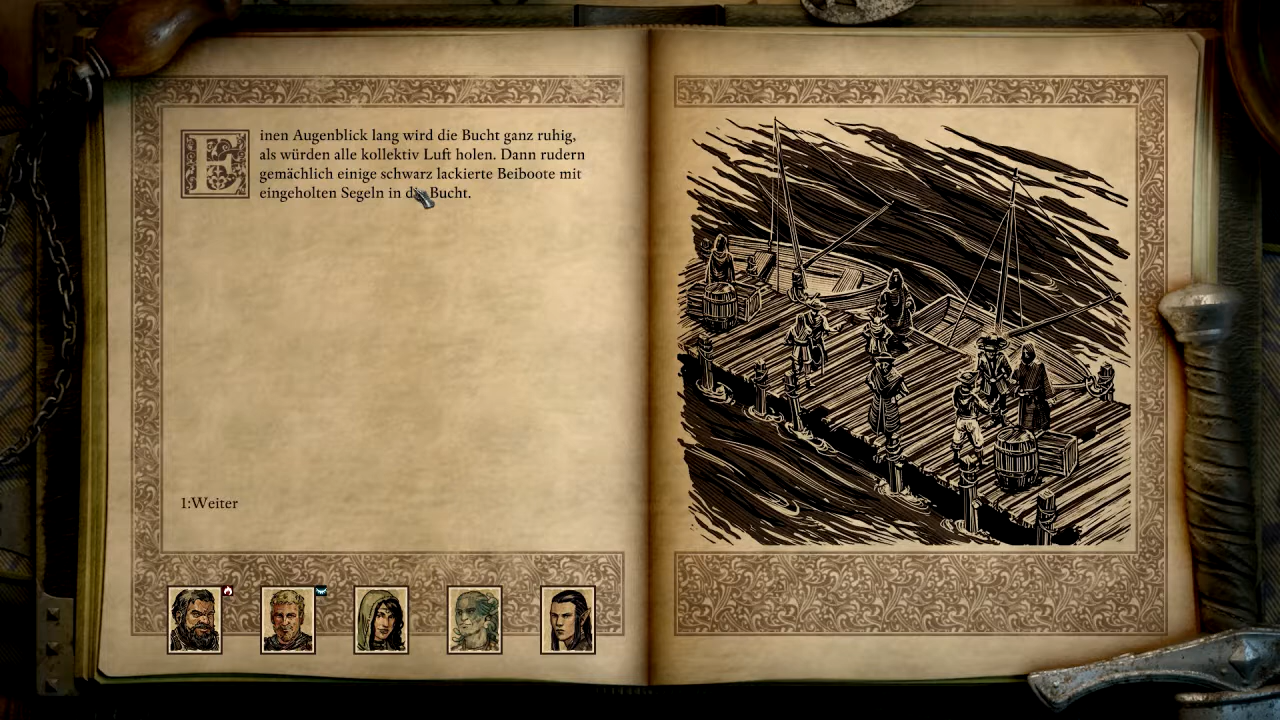 Einen Augenblick lang wird die Bucht ganz ruhig,
als würden alle kollektiv Luft holen. Dann rudern
gemächlich einige schwarz lackierte Beiboote mit
eingeholten Segeln in die Bucht.
1:Weiter